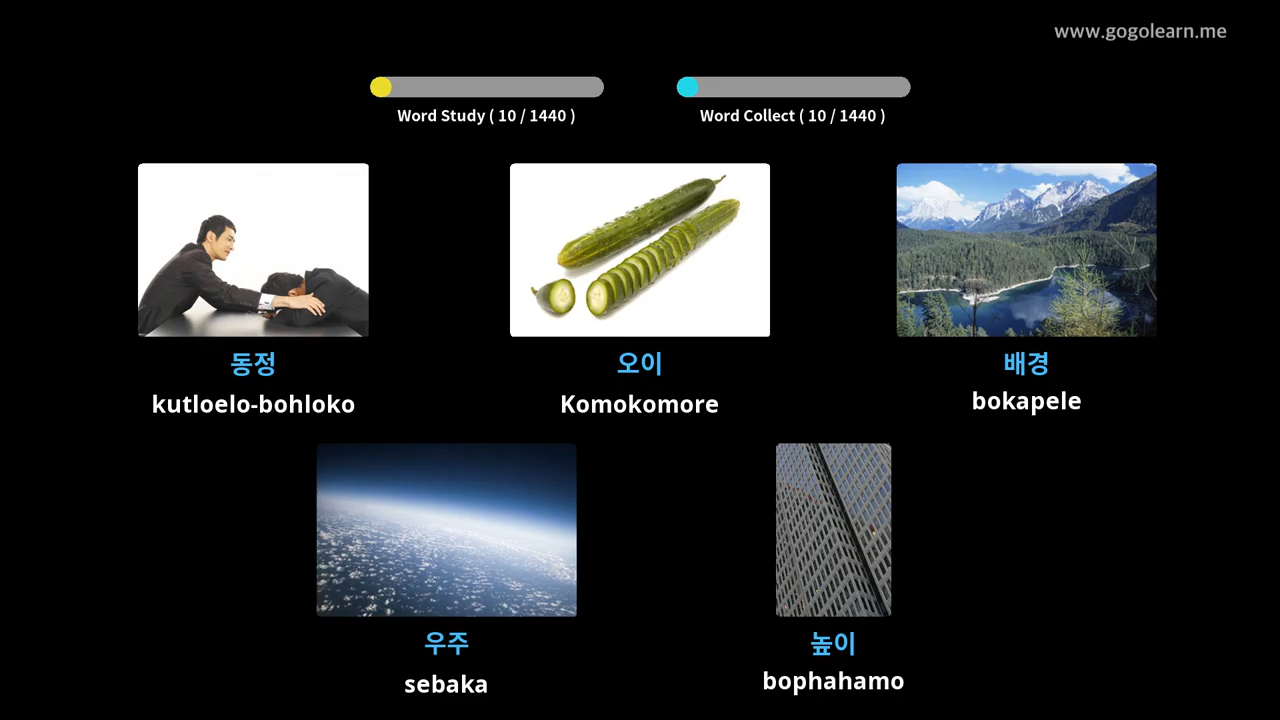 www.gogolearn.me
Word Study ( 10 / 1440 )
Word Collect ( 10 / 1440 )
동정
kutloelo-bohloko
오이
Komokomore
배경
bokapele
우주
sebaka
높이
bophahamo